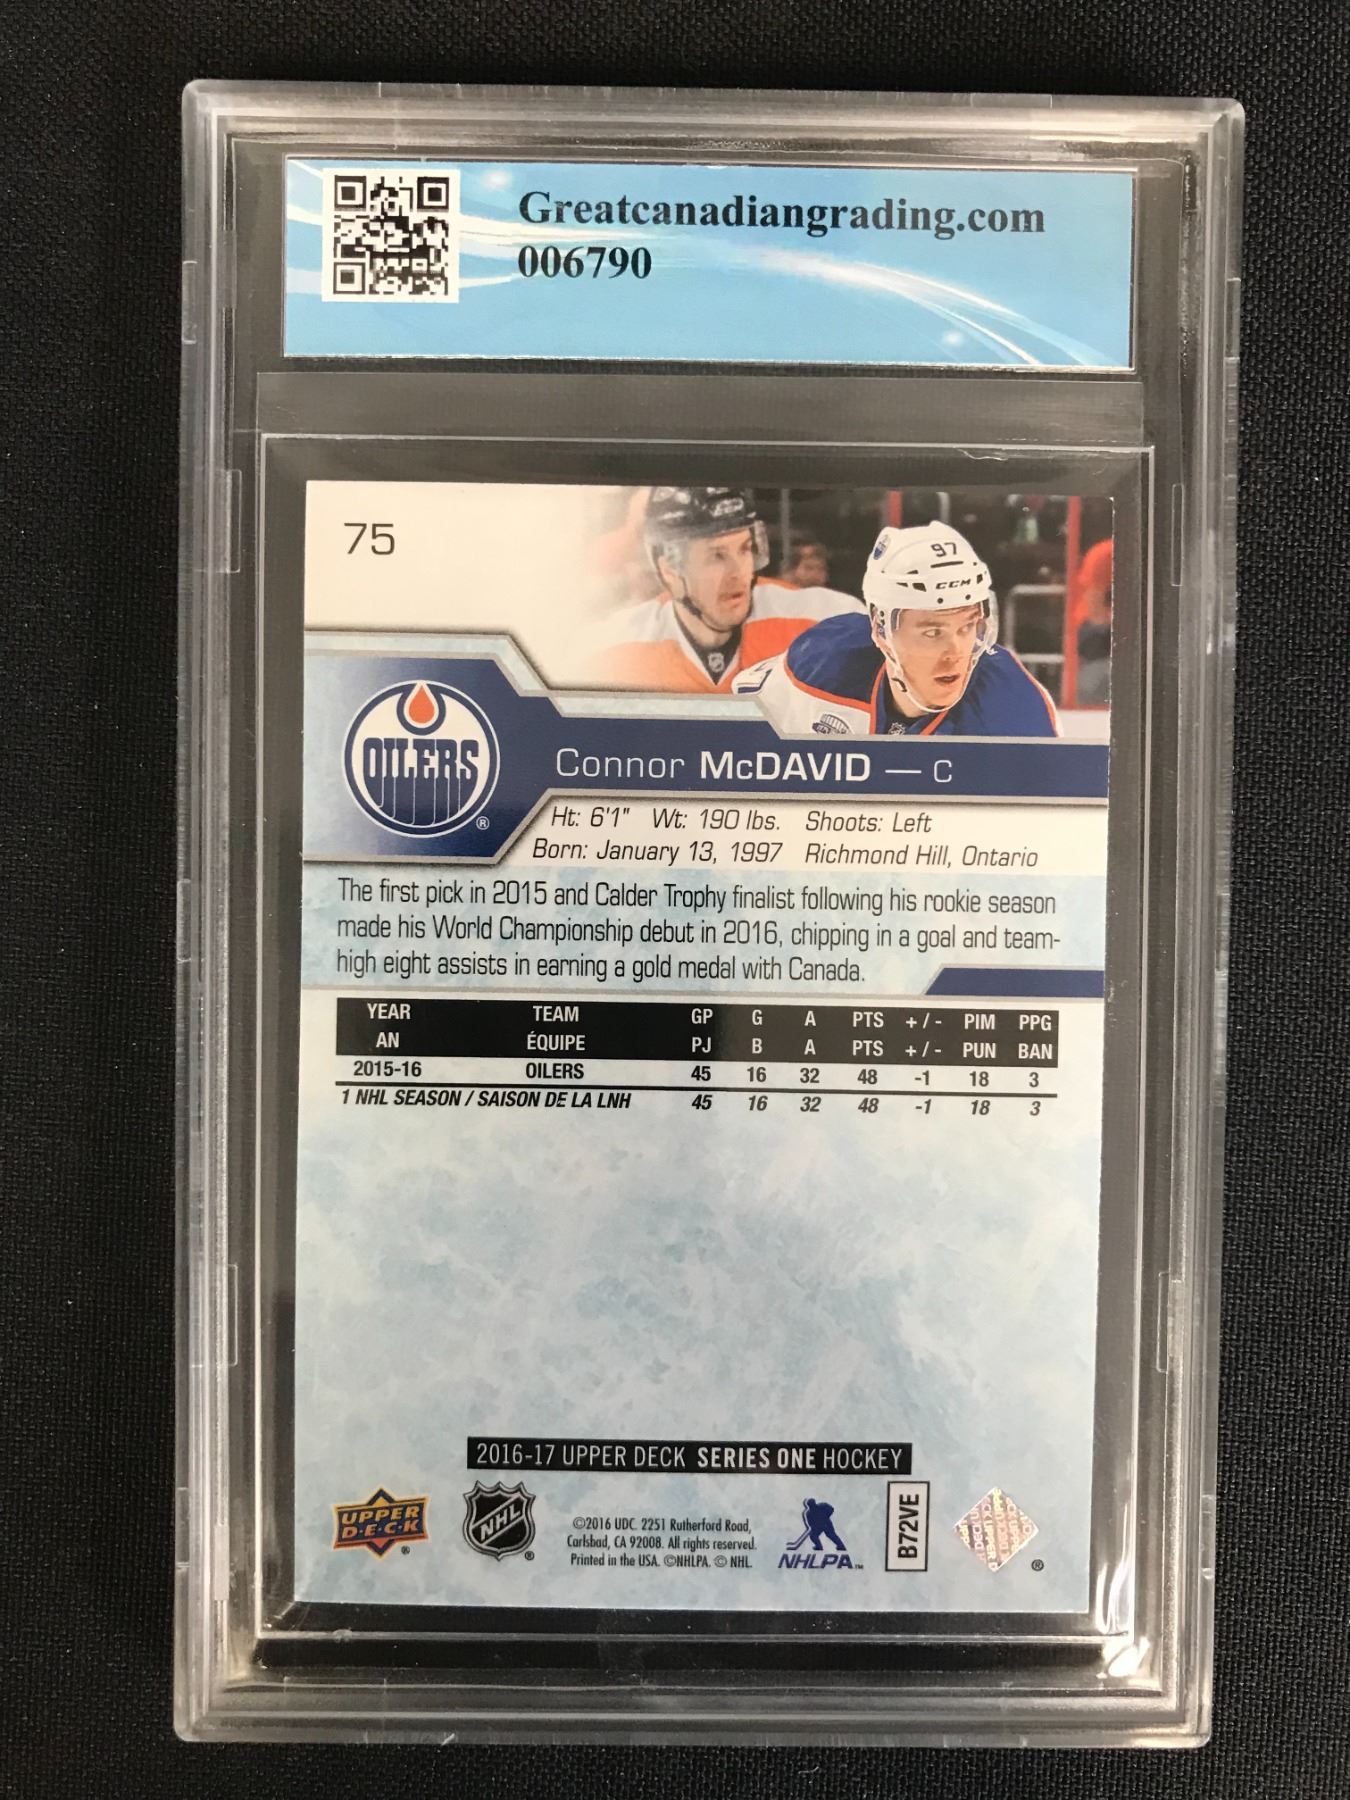 Greatcanadiangrading.com
006790
75
97
CCM
97
OILERS
®
Connor McDAVID — C
Ht: 6'1" Wt: 190 lbs. Shoots: Left
Born: January 13, 1997 Richmond Hill, Ontario
The first pick in 2015 and Calder Trophy finalist following his rookie season
made his World Championship debut in 2016, chipping in a goal and team-
high eight assists in earning a gold medal with Canada.
YEAR TEAM GP G A PTS +/- PIM PPG
AN ÉQUIPE PJ B A PTS +/- PUN BAN
2015-16 OILERS 45 16 32 48 -1 18 3
1 NHL SEASON / SAISON DE LA LNH 45 16 32 48 -1 18 3
2016-17 UPPER DECK SERIES ONE HOCKEY
UPPER
D·E·C·K
®
NHL
®
©2016 UDC. 2251 Rutherford Road,
Carlsbad, CA 92008. All rights reserved.
Printed in the USA. ©NHLPA. © NHL.
NHLPA™
B72VE
®